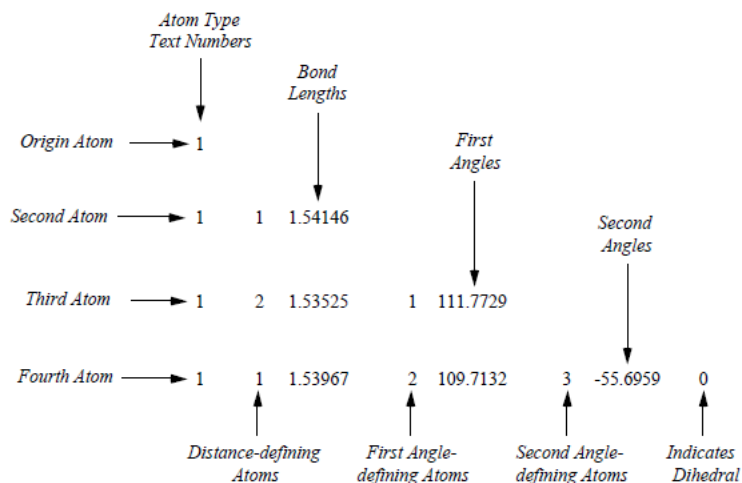 Atom Type
Text Numbers
Bond
Lengths
First
Angles
Origin Atom 1
Second Atom 1 1 1.54146
Second
Angles
Third Atom 1 2 1.53525 1 111.7729
Fourth Atom 1 1 1.53967 2 109.7132 3 -55.6959 0
Distance-defining
Atoms
First Angle-
defining Atoms
Second Angle-
defining Atoms
Indicates
Dihedral